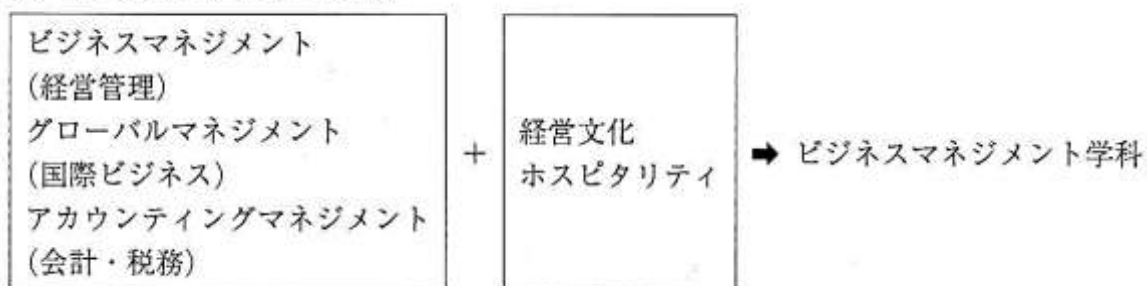 ビジネスマネジメント
(経営管理)
グローバルマネジメント
(国際ビジネス)
アカウンティングマネジメント
(会計・税務)
+
経営文化
ホスピタリティ
➡ ビジネスマネジメント学科